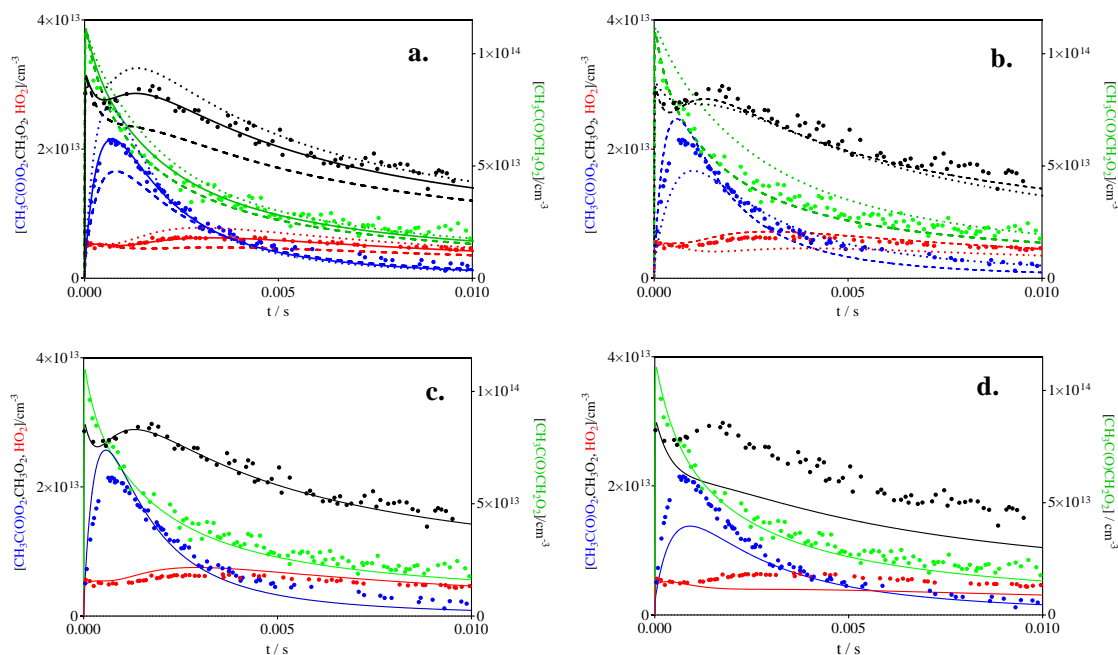 a.
4×10¹³
2×10¹³
0
1×10¹⁴
5×10¹³
0
0.000
0.005
0.010
t / s
[CH₃C(O)O₂,CH₃O₂, HO₂]/cm⁻³
[CH₃C(O)CH₂O₂]/cm⁻³
b.
4×10¹³
2×10¹³
0
1×10¹⁴
5×10¹³
0
0.000
0.005
0.010
t / s
[CH₃C(O)O₂,CH₃O₂, HO₂]/cm⁻³
[CH₃C(O)CH₂O₂]/cm⁻³
c.
4×10¹³
2×10¹³
0
1×10¹⁴
5×10¹³
0
0.000
0.005
0.010
t / s
[CH₃C(O)O₂,CH₃O₂, HO₂]/cm⁻³
[CH₃C(O)CH₂O₂]/cm⁻³
d.
4×10¹³
2×10¹³
0
1×10¹⁴
5×10¹³
0
0.000
0.005
0.010
t / s
[CH₃C(O)O₂,CH₃O₂, HO₂]/cm⁻³
[CH₃C(O)CH₂O₂] / cm⁻³